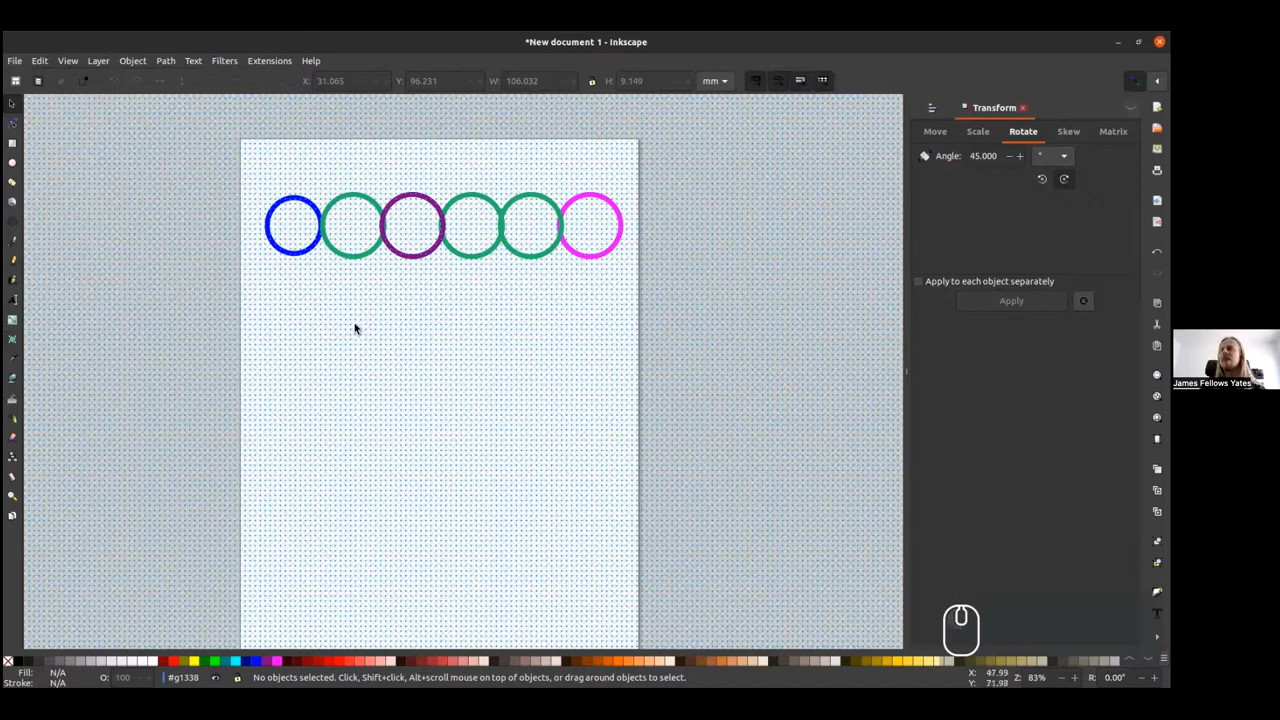 *New document 1 - Inkscape
File Edit View Layer Object Path Text Filters Extensions Help
X: 31.065 Y: 96.231 W: 106.032 H: 9.149 mm
Transform
Move Scale Rotate Skew Matrix
Angle: 45.000 °
Apply to each object separately
Apply
James Fellows Yates
Fill: N/A
Stroke: N/A
O: 100 #g1338 No objects selected. Click, Shift+click, Alt+scroll mouse on top of objects, or drag around objects to select.
X: 47.99
Y: 71.98
Z: 83% R: 0.00°